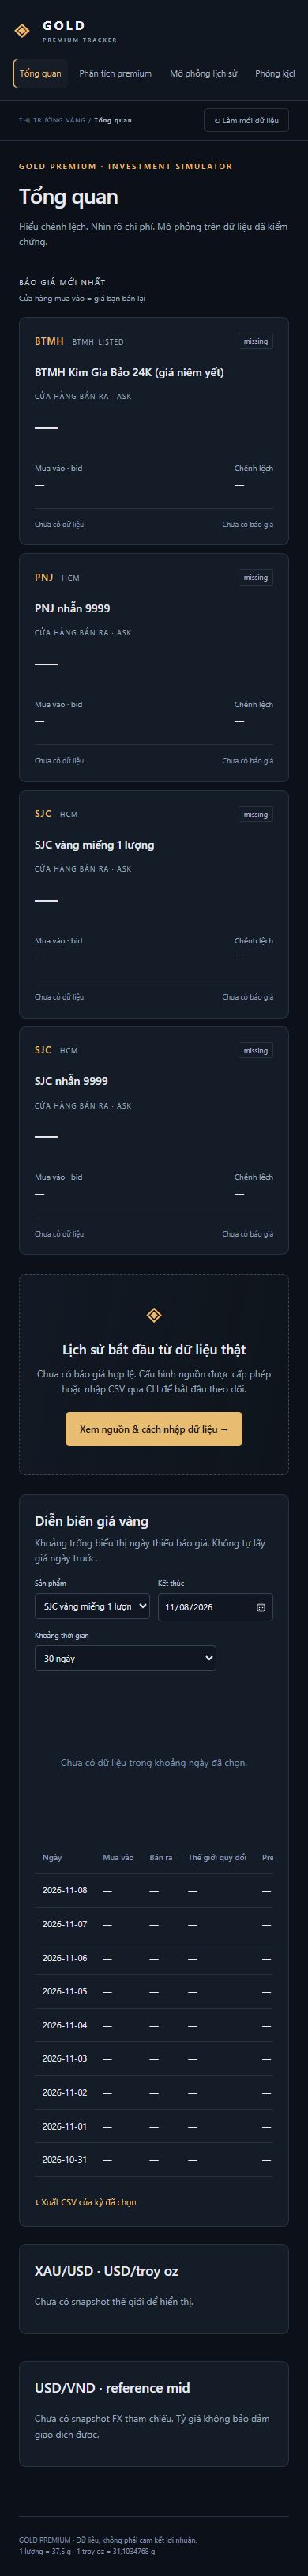 GOLD
PREMIUM TRACKER
Tổng quan Phân tích premium Mô phỏng lịch sử Phòng kịch
THỊ TRƯỜNG VÀNG / Tổng quan
↻ Làm mới dữ liệu
GOLD PREMIUM · INVESTMENT SIMULATOR
Tổng quan
Hiểu chênh lệch. Nhìn rõ chi phí. Mô phỏng trên dữ liệu đã kiểm
chứng.
BÁO GIÁ MỚI NHẤT
Cửa hàng mua vào = giá bạn bán lại
BTMH BTMH_LISTED missing
BTMH Kim Gia Bảo 24K (giá niêm yết)
CỬA HÀNG BÁN RA · ASK
—
Mua vào · bid Chênh lệch
— —
Chưa có dữ liệu Chưa có báo giá
PNJ HCM missing
PNJ nhẫn 9999
CỬA HÀNG BÁN RA · ASK
—
Mua vào · bid Chênh lệch
— —
Chưa có dữ liệu Chưa có báo giá
SJC HCM missing
SJC vàng miếng 1 lượng
CỬA HÀNG BÁN RA · ASK
—
Mua vào · bid Chênh lệch
— —
Chưa có dữ liệu Chưa có báo giá
SJC HCM missing
SJC nhẫn 9999
CỬA HÀNG BÁN RA · ASK
—
Mua vào · bid Chênh lệch
— —
Chưa có dữ liệu Chưa có báo giá
Lịch sử bắt đầu từ dữ liệu thật
Chưa có báo giá hợp lệ. Cấu hình nguồn được cấp phép
hoặc nhập CSV qua CLI để bắt đầu theo dõi.
Xem nguồn & cách nhập dữ liệu →
Diễn biến giá vàng
Khoảng trống biểu thị ngày thiếu báo giá. Không tự lấy
giá ngày trước.
Sản phẩm Kết thúc
SJC vàng miếng 1 lượn 11/08/2026
Khoảng thời gian
30 ngày
Chưa có dữ liệu trong khoảng ngày đã chọn.
Ngày Mua vào Bán ra Thế giới quy đổi Pre
2026-11-08 — — — —
2026-11-07 — — — —
2026-11-06 — — — —
2026-11-05 — — — —
2026-11-04 — — — —
2026-11-03 — — — —
2026-11-02 — — — —
2026-11-01 — — — —
2026-10-31 — — — —
↓ Xuất CSV của kỳ đã chọn
XAU/USD · USD/troy oz
Chưa có snapshot thế giới để hiển thị.
USD/VND · reference mid
Chưa có snapshot FX tham chiếu. Tỷ giá không bảo đảm
giao dịch được.
GOLD PREMIUM · Dữ liệu, không phải cam kết lợi nhuận.
1 lượng = 37,5 g · 1 troy oz = 31,1034768 g